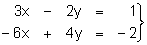 3x - 2y = 1
-6x + 4y = -2 }